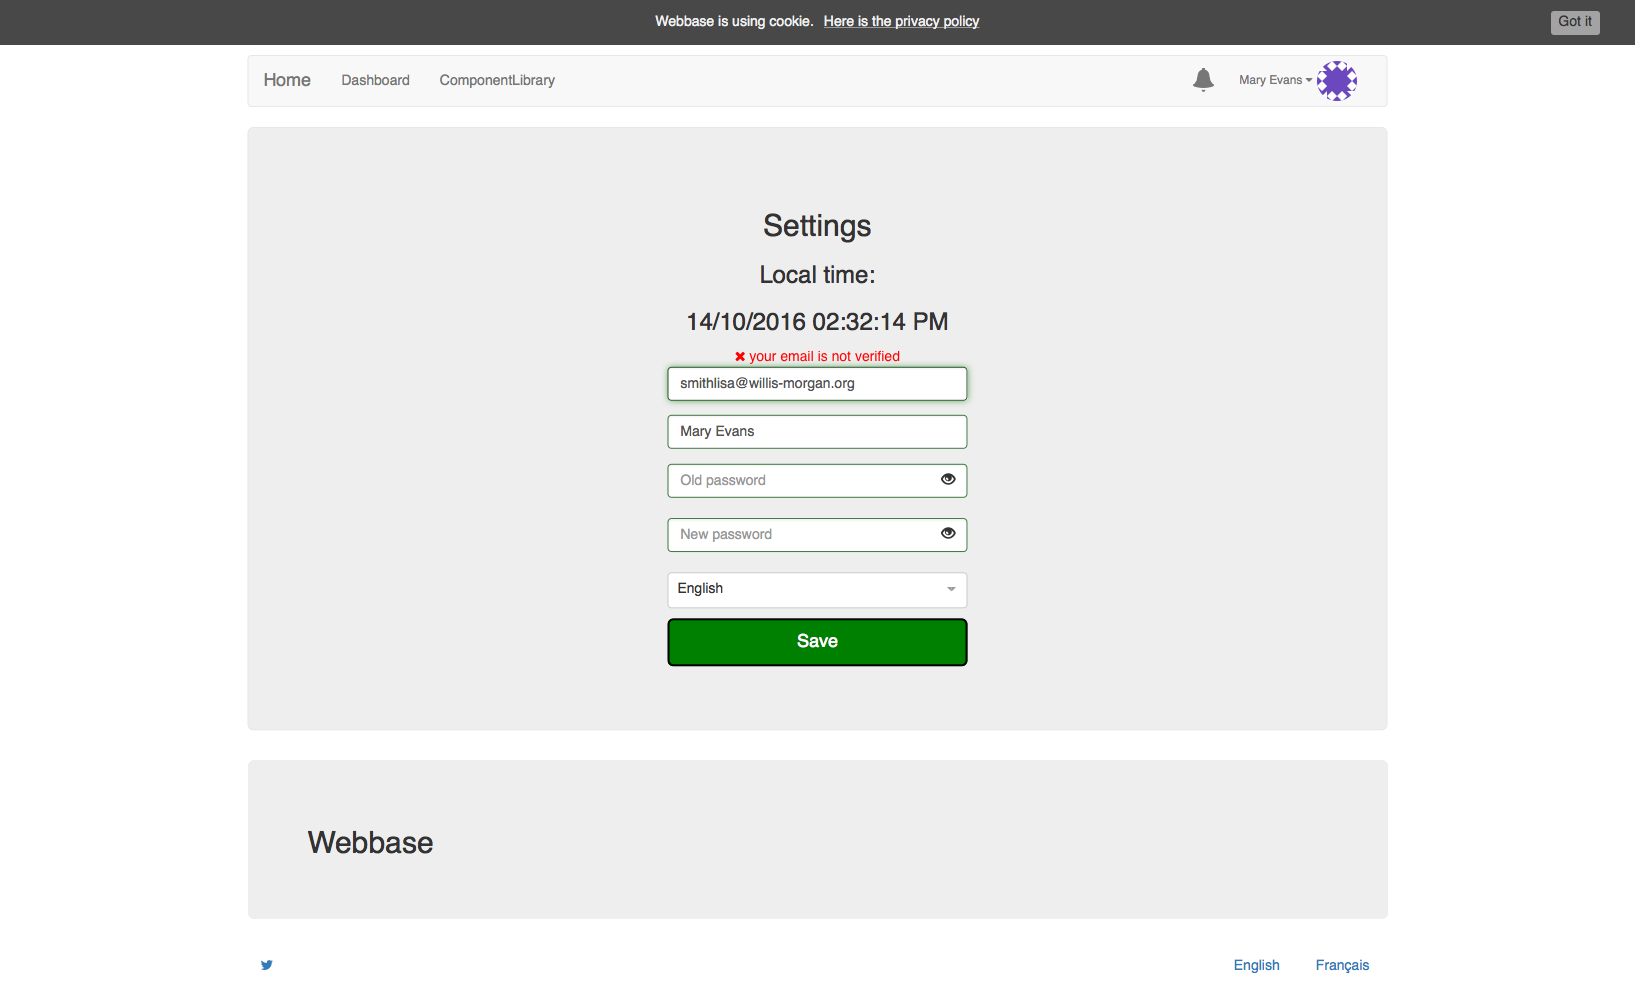 Webbase is using cookie. Here is the privacy policy
Got it
Home Dashboard ComponentLibrary Mary Evans
Settings
Local time:
14/10/2016 02:32:14 PM
your email is not verified
smithlisa@willis-morgan.org
Mary Evans
Old password
New password
English
Save
Webbase
English Français